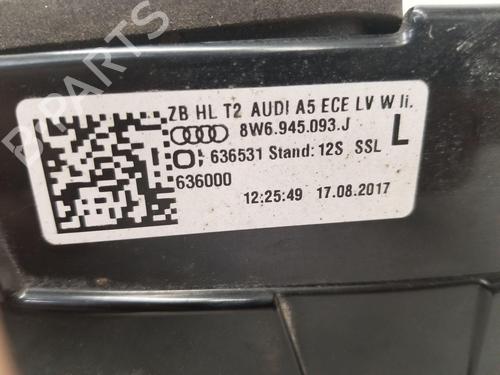 B-PARTS
ZB HL T2 AUDI A5 ECE LV W li.
8W6.945.093.J L
636531 Stand: 12S SSL
636000
12:25:49 17.08.2017